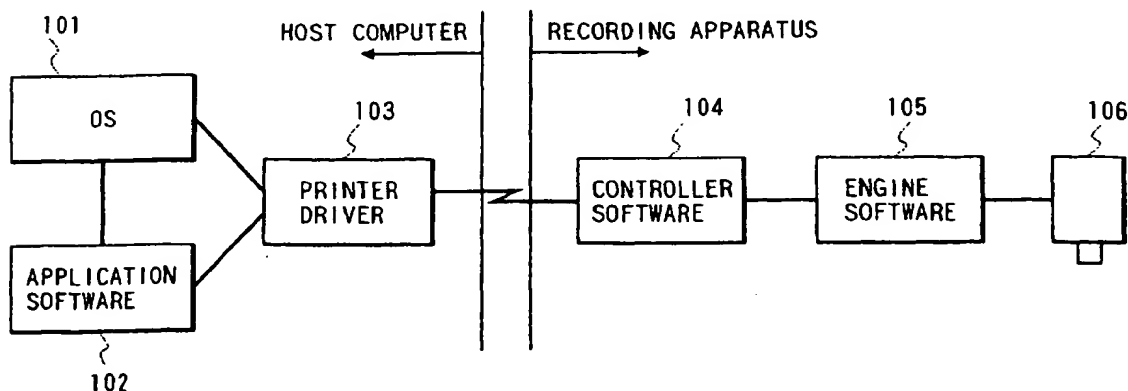 HOST COMPUTER
RECORDING APPARATUS
101
OS
103
PRINTER
DRIVER
104
CONTROLLER
SOFTWARE
105
ENGINE
SOFTWARE
106
APPLICATION
SOFTWARE
102